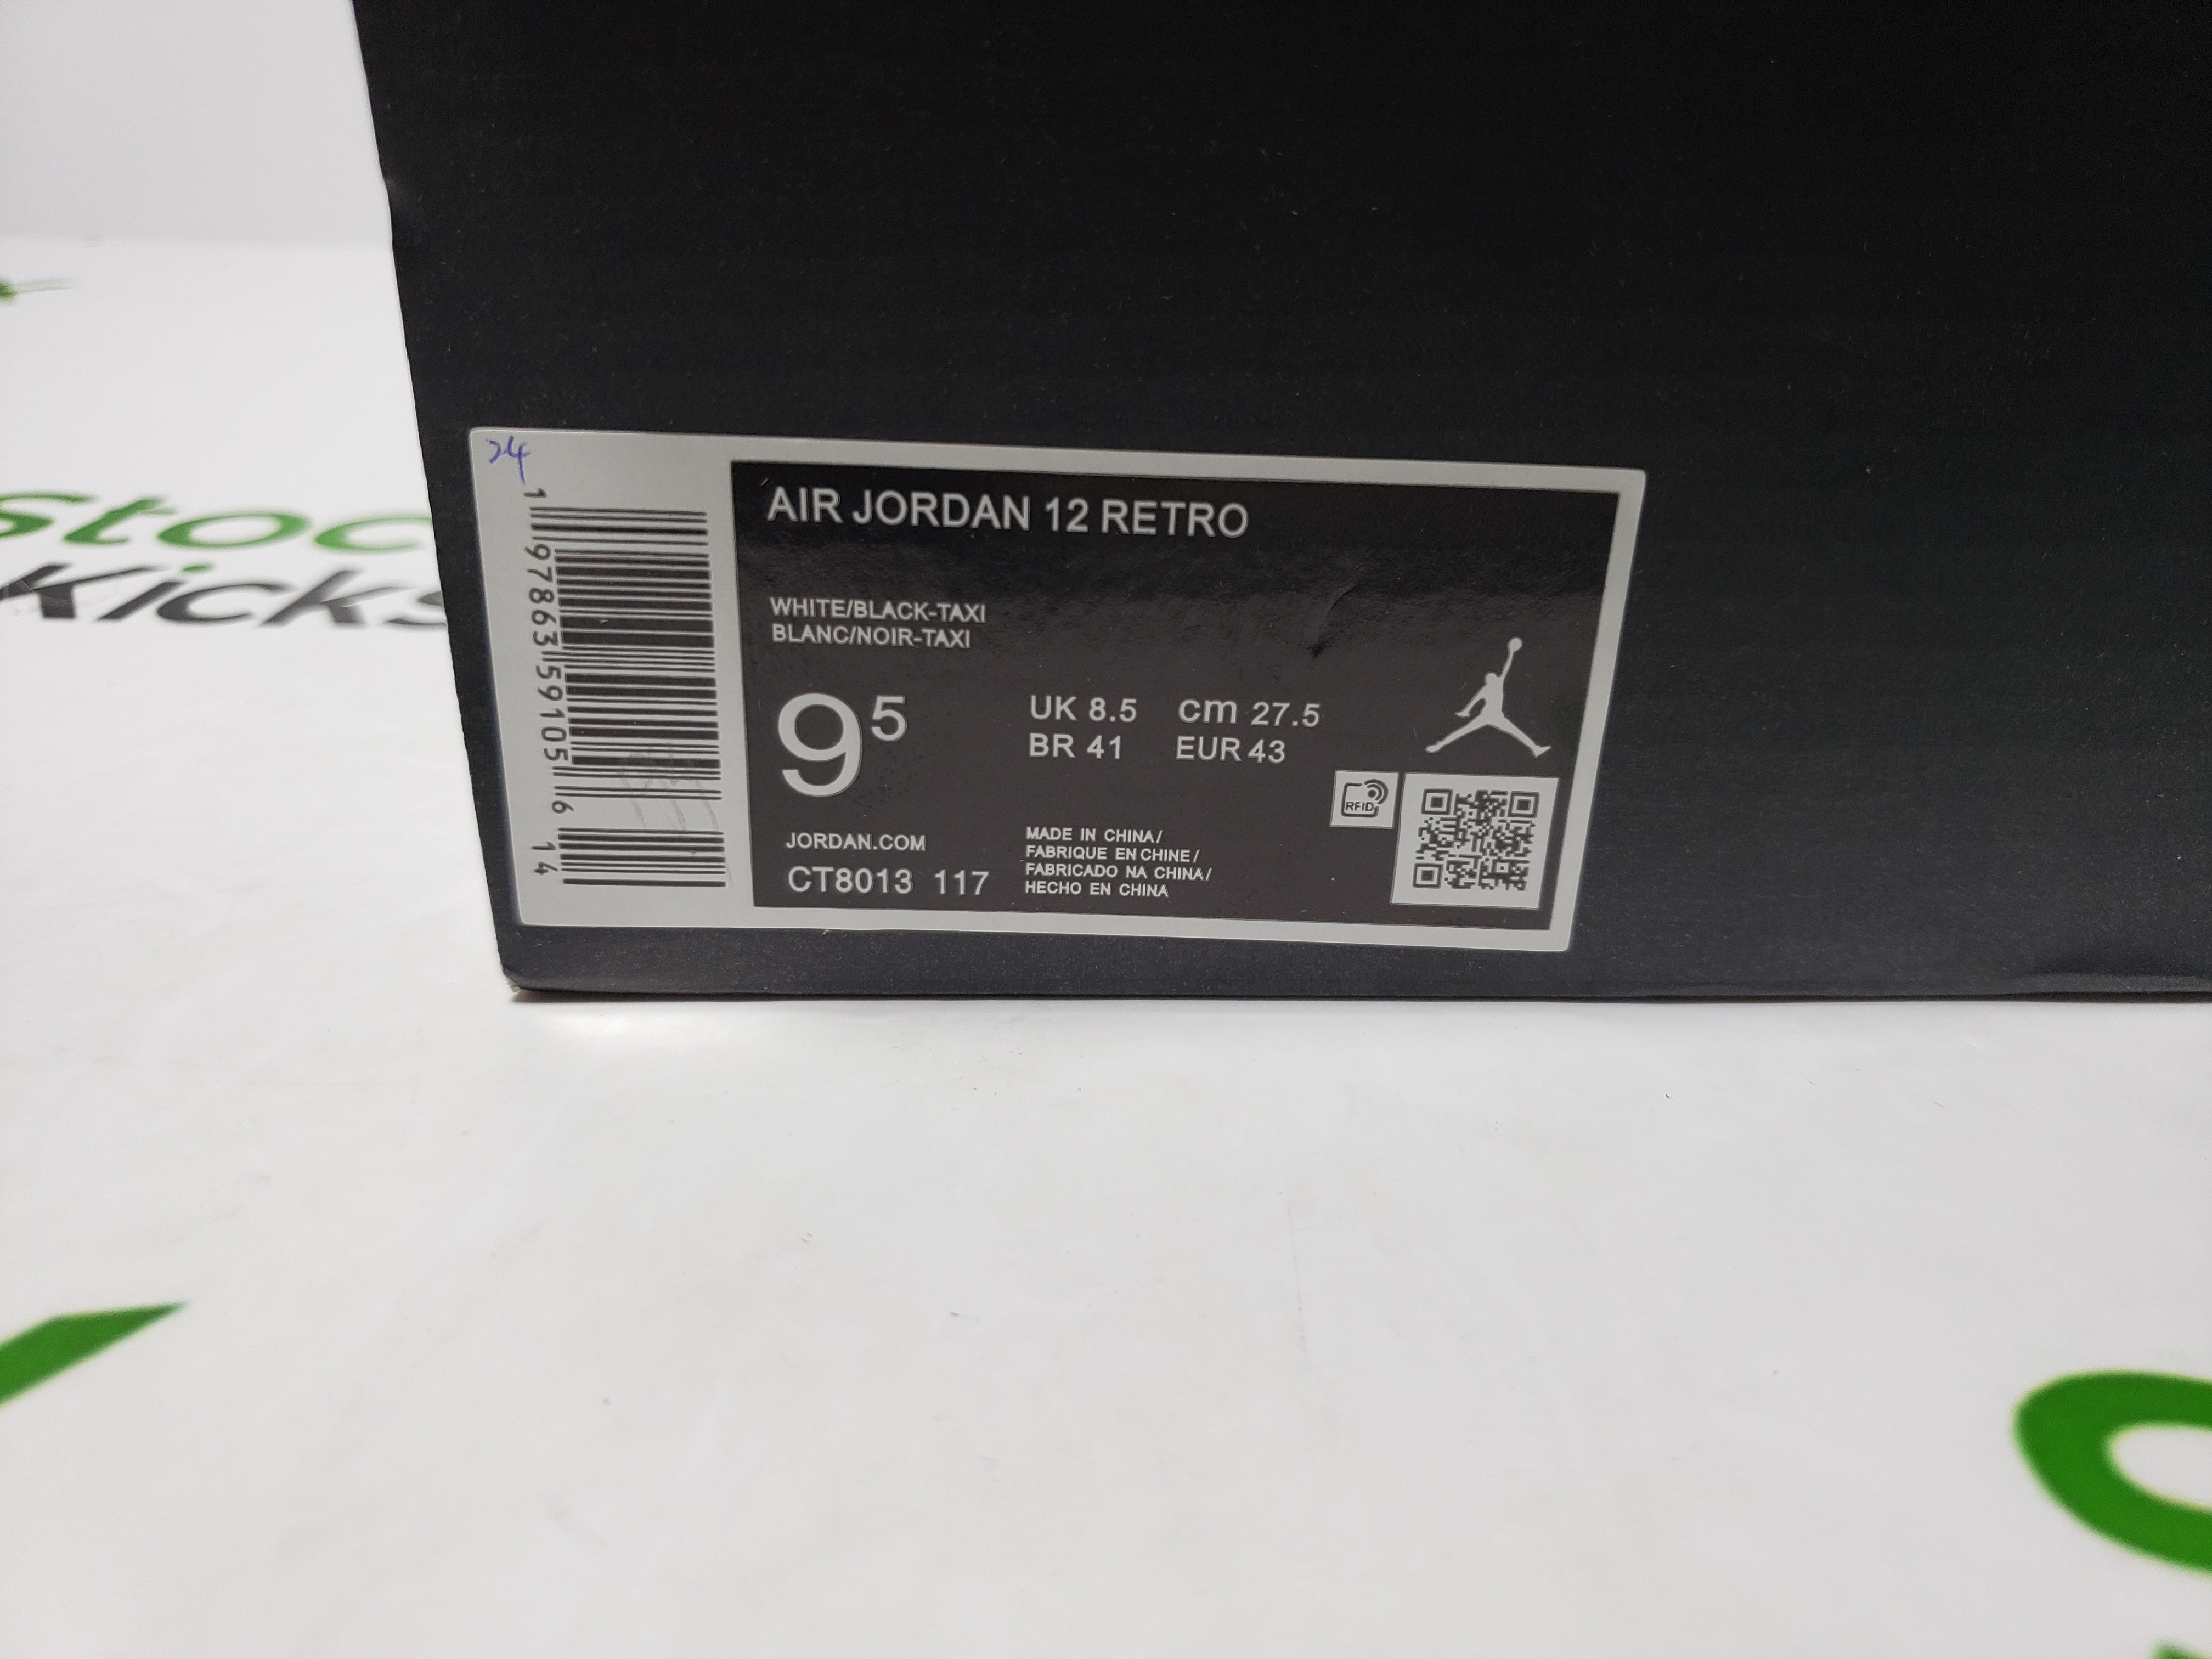 Stoc
Kicks
24
1 97863 59105 6 14
AIR JORDAN 12 RETRO
WHITE/BLACK-TAXI
BLANC/NOIR-TAXI
9⁵
UK 8.5 cm 27.5
BR 41 EUR 43
RFID
JORDAN.COM
CT8013 117
MADE IN CHINA/
FABRIQUE EN CHINE/
FABRICADO NA CHINA/
HECHO EN CHINA